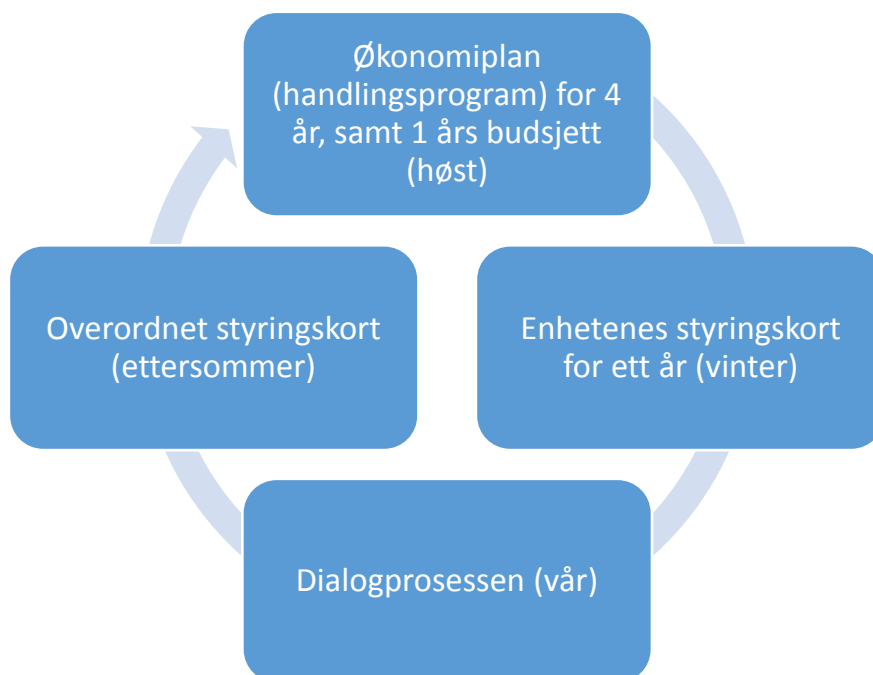 Økonomiplan
(handlingsprogram) for 4
år, samt 1 års budsjett
(høst)
Enhetenes styringskort
for ett år (vinter)
Dialogprosessen (vår)
Overordnet styringskort
(ettersommer)